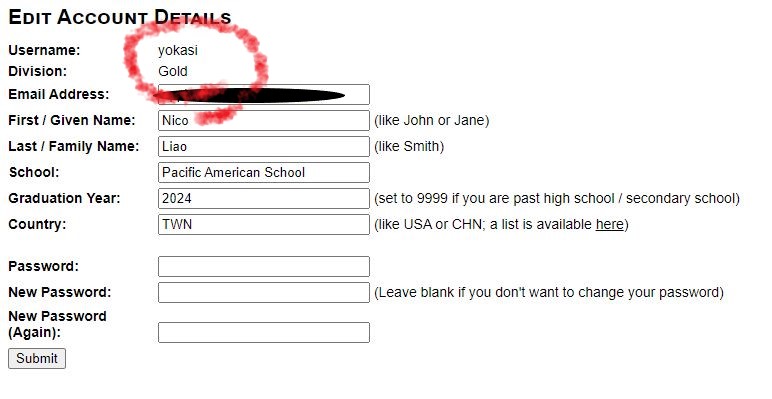 EDIT ACCOUNT DETAILS
Username: yokasi
Division: Gold
Email Address:
First / Given Name: Nico (like John or Jane)
Last / Family Name: Liao (like Smith)
School: Pacific American School
Graduation Year: 2024 (set to 9999 if you are past high school / secondary school)
Country: TWN (like USA or CHN; a list is available here)
Password:
New Password: (Leave blank if you don't want to change your password)
New Password
(Again):
Submit